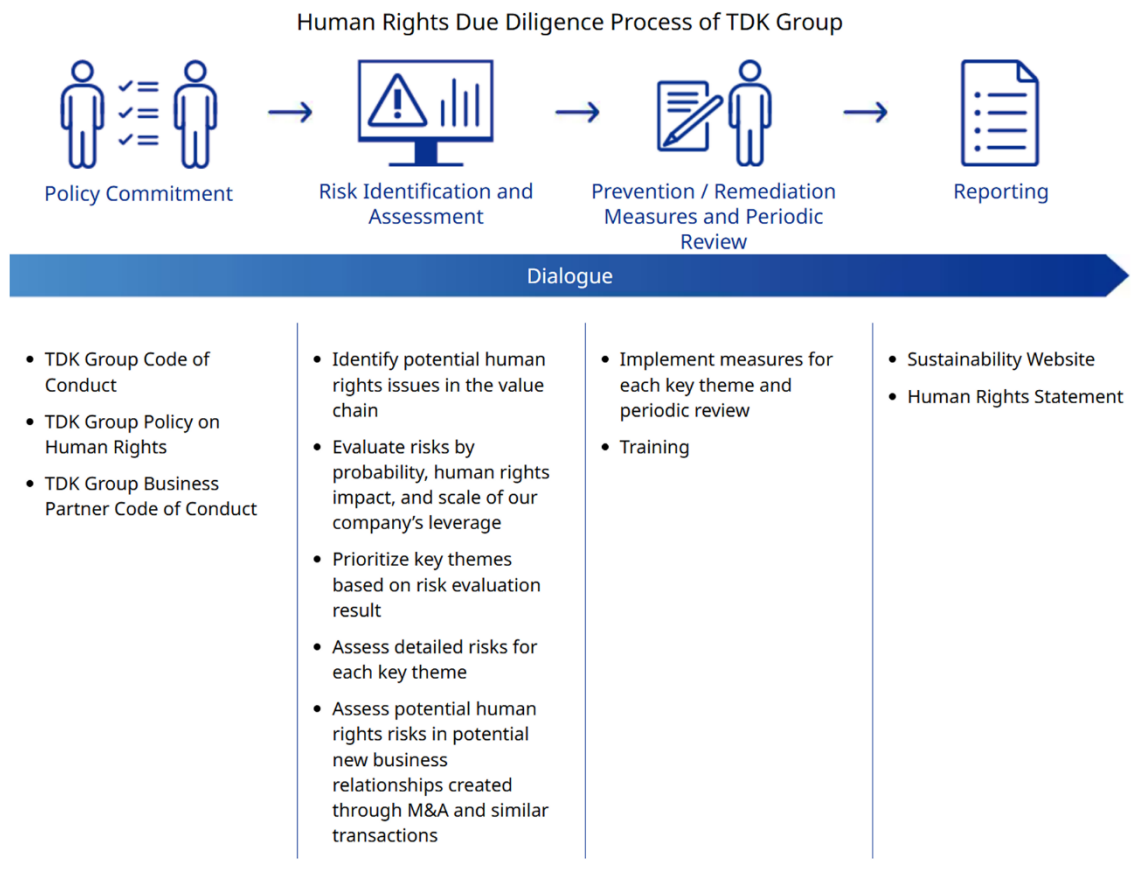 Human Rights Due Diligence Process of TDK Group
Policy Commitment
Risk Identification and
Assessment
Prevention / Remediation
Measures and Periodic
Review
Reporting
Dialogue
• TDK Group Code of
Conduct
• TDK Group Policy on
Human Rights
• TDK Group Business
Partner Code of Conduct
• Identify potential human
rights issues in the value
chain
• Evaluate risks by
probability, human rights
impact, and scale of our
company’s leverage
• Prioritize key themes
based on risk evaluation
result
• Assess detailed risks for
each key theme
• Assess potential human
rights risks in potential
new business
relationships created
through M&A and similar
transactions
• Implement measures for
each key theme and
periodic review
• Training
• Sustainability Website
• Human Rights Statement